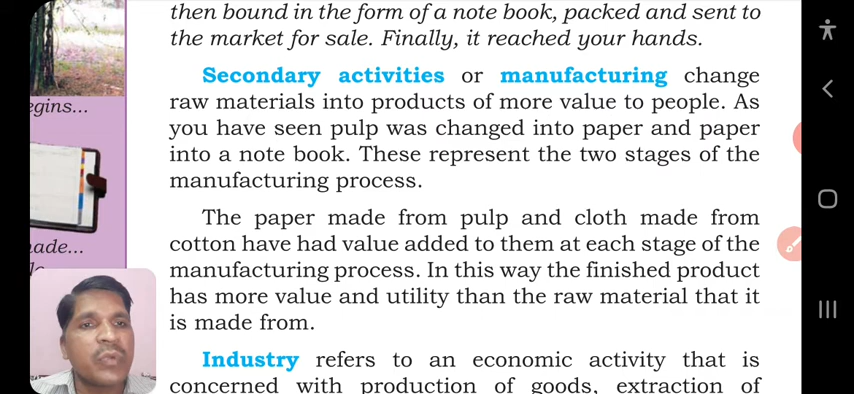 then bound in the form of a note book, packed and sent to
the market for sale. Finally, it reached your hands.
Secondary activities or manufacturing change
raw materials into products of more value to people. As
you have seen pulp was changed into paper and paper
into a note book. These represent the two stages of the
manufacturing process.
The paper made from pulp and cloth made from
cotton have had value added to them at each stage of the
manufacturing process. In this way the finished product
has more value and utility than the raw material that it
is made from.
Industry refers to an economic activity that is
concerned with production of goods, extraction of
egins...
ade...